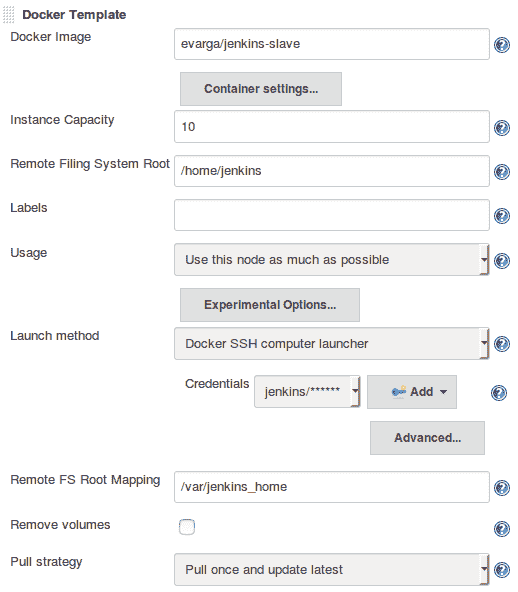 Docker Template
Docker Image
evarga/jenkins-slave
Container settings...
Instance Capacity
10
Remote Filing System Root
/home/jenkins
Labels
Usage
Use this node as much as possible
Experimental Options...
Launch method
Docker SSH computer launcher
Credentials
jenkins/******
Add
Advanced...
Remote FS Root Mapping
/var/jenkins_home
Remove volumes
Pull strategy
Pull once and update latest